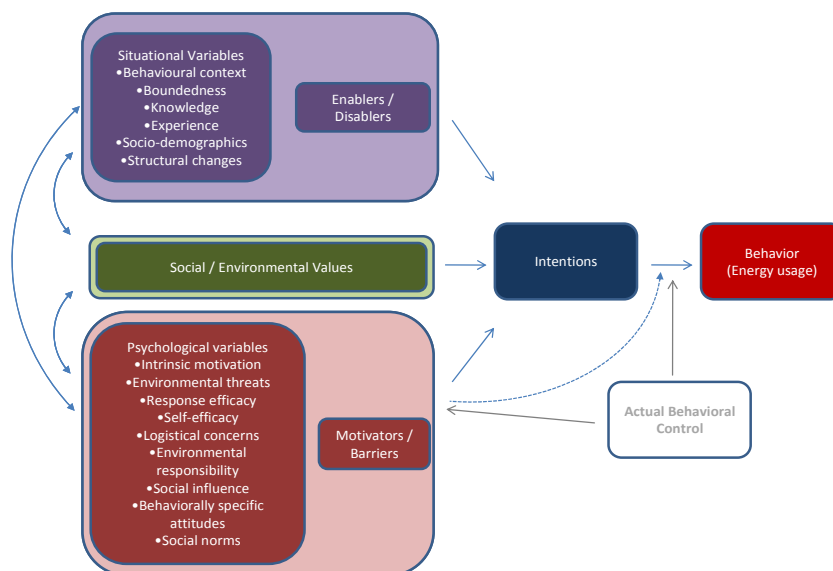 Situational Variables
•Behavioural context
•Boundedness
•Knowledge
•Experience
•Socio-demographics
•Structural changes
Enablers /
Disablers
Social / Environmental Values
Intentions
Behavior
(Energy usage)
Psychological variables
•Intrinsic motivation
•Environmental threats
•Response efficacy
•Self-efficacy
•Logistical concerns
•Environmental
responsibility
•Social influence
•Behaviorally specific
attitudes
•Social norms
Motivators /
Barriers
Actual Behavioral
Control